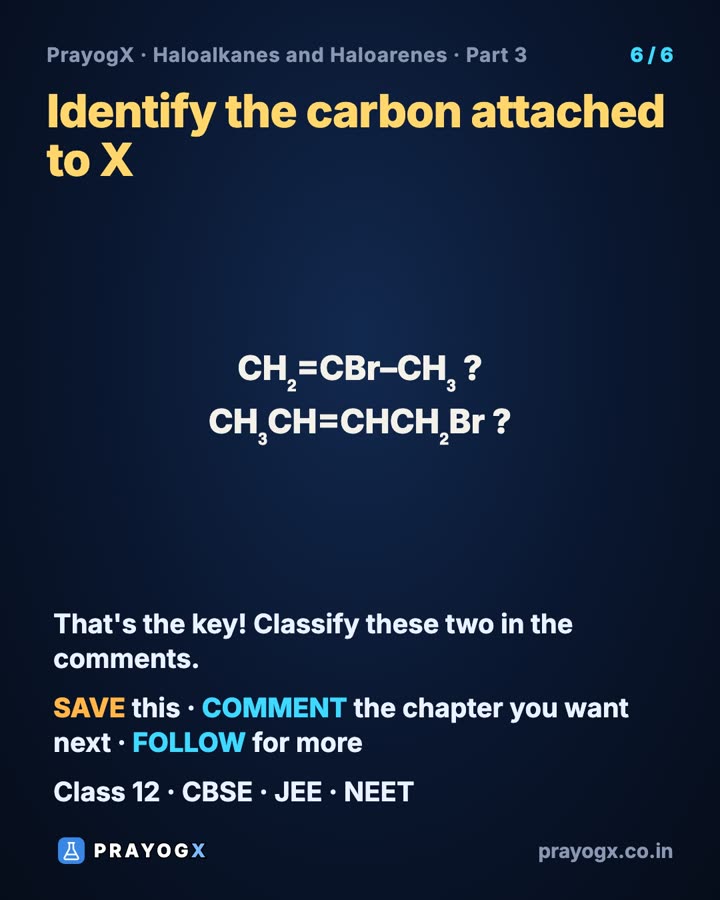 PrayogX · Haloalkanes and Haloarenes · Part 3
6 / 6
Identify the carbon attached
to X
CH₂=CBr–CH₃ ?
CH₃CH=CHCH₂Br ?
That's the key! Classify these two in the
comments.
SAVE this · COMMENT the chapter you want
next · FOLLOW for more
Class 12 · CBSE · JEE · NEET
PRAYOGX
prayogx.co.in